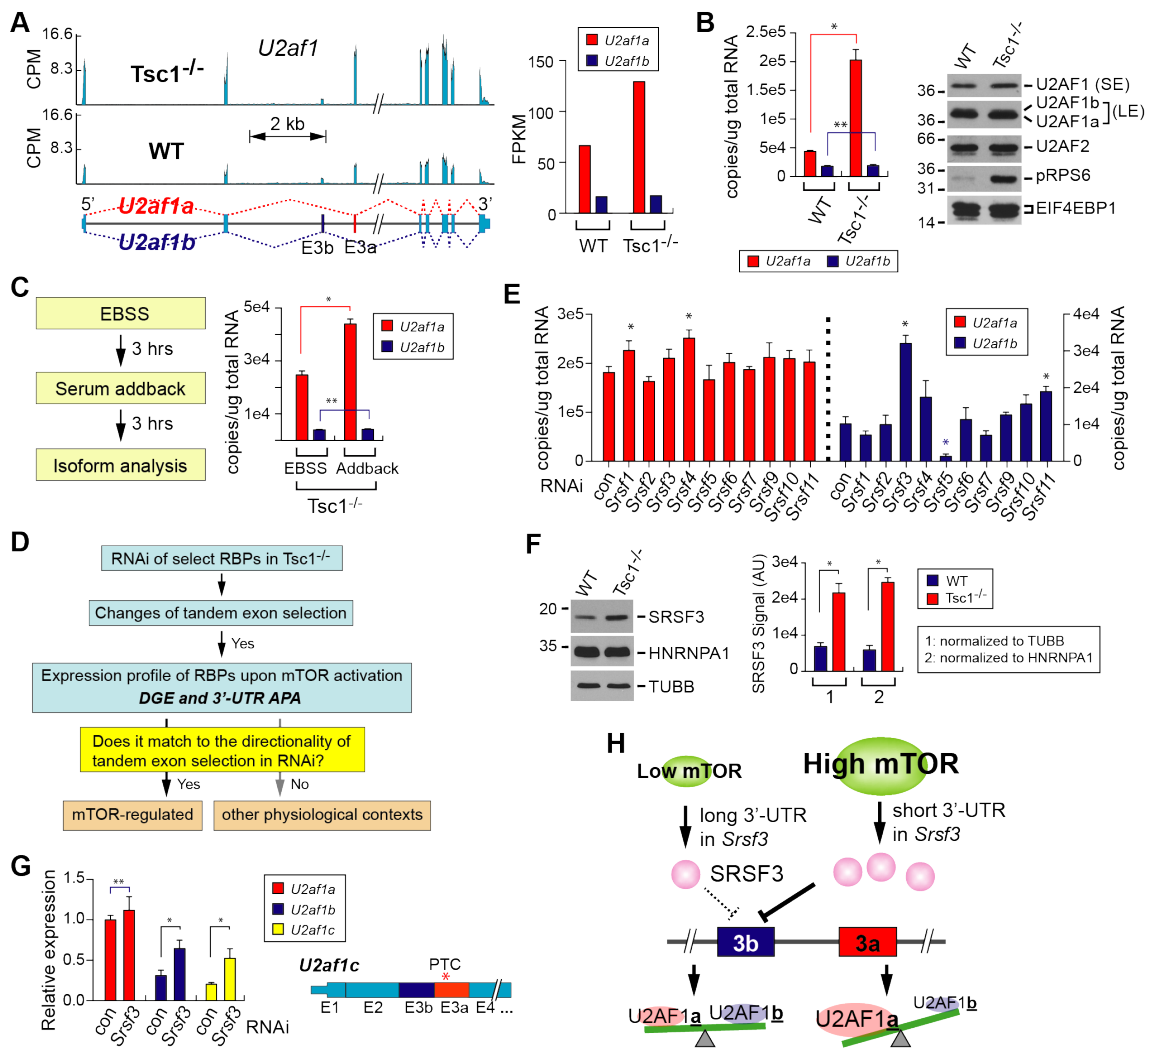 A
CPM
16.6
8.3
Tsc1⁻/⁻
U2af1
CPM
16.6
8.3
WT
2 kb
5’
U2af1a
3’
U2af1b
E3b
E3a
U2af1a
U2af1b
FPKM
150
100
50
0
WT
Tsc1⁻/⁻
B
copies/ug total RNA
2.5e5
2e5
1.5e5
1e5
5e4
0
*
**
WT
Tsc1⁻/⁻
U2af1a
U2af1b
WT
Tsc1⁻/⁻
36
U2AF1 (SE)
36
U2AF1b
U2AF1a
(LE)
66
U2AF2
36
31
pRPS6
14
EIF4EBP1
C
EBSS
3 hrs
Serum addback
3 hrs
Isoform analysis
copies/ug total RNA
5e4
3e4
1e4
*
**
U2af1a
U2af1b
EBSS
Addback
Tsc1⁻/⁻
D
RNAi of select RBPs in Tsc1⁻/⁻
Changes of tandem exon selection
Yes
Expression profile of RBPs upon mTOR activation
DGE and 3’-UTR APA
Does it match to the directionality of
tandem exon selection in RNAi?
Yes
No
mTOR-regulated
other physiological contexts
E
copies/ug total RNA
3e5
2e5
1e5
0
*
*
U2af1a
U2af1b
*
*
*
4e4
3e4
2e4
1e4
0
copies/ug total RNA
RNAi
con
Srsf1
Srsf2
Srsf3
Srsf4
Srsf5
Srsf6
Srsf7
Srsf9
Srsf10
Srsf11
con
Srsf1
Srsf2
Srsf3
Srsf4
Srsf5
Srsf6
Srsf7
Srsf9
Srsf10
Srsf11
F
WT
Tsc1⁻/⁻
20
SRSF3
35
HNRNPA1
TUBB
SRSF3 Signal (AU)
3e4
2e4
1e4
0
*
*
1
2
WT
Tsc1⁻/⁻
1: normalized to TUBB
2: normalized to HNRNPA1
G
Relative expression
1.5
1.0
0.5
0.0
**
*
*
con
Srsf3
con
Srsf3
con
Srsf3
RNAi
U2af1a
U2af1b
U2af1c
U2af1c
PTC
*
E1
E2
E3b
E3a
E4
...
H
Low mTOR
High mTOR
long 3’-UTR
in Srsf3
short 3’-UTR
in Srsf3
SRSF3
3b
3a
U2AF1a
U2AF1b
U2AF1a
U2AF1b